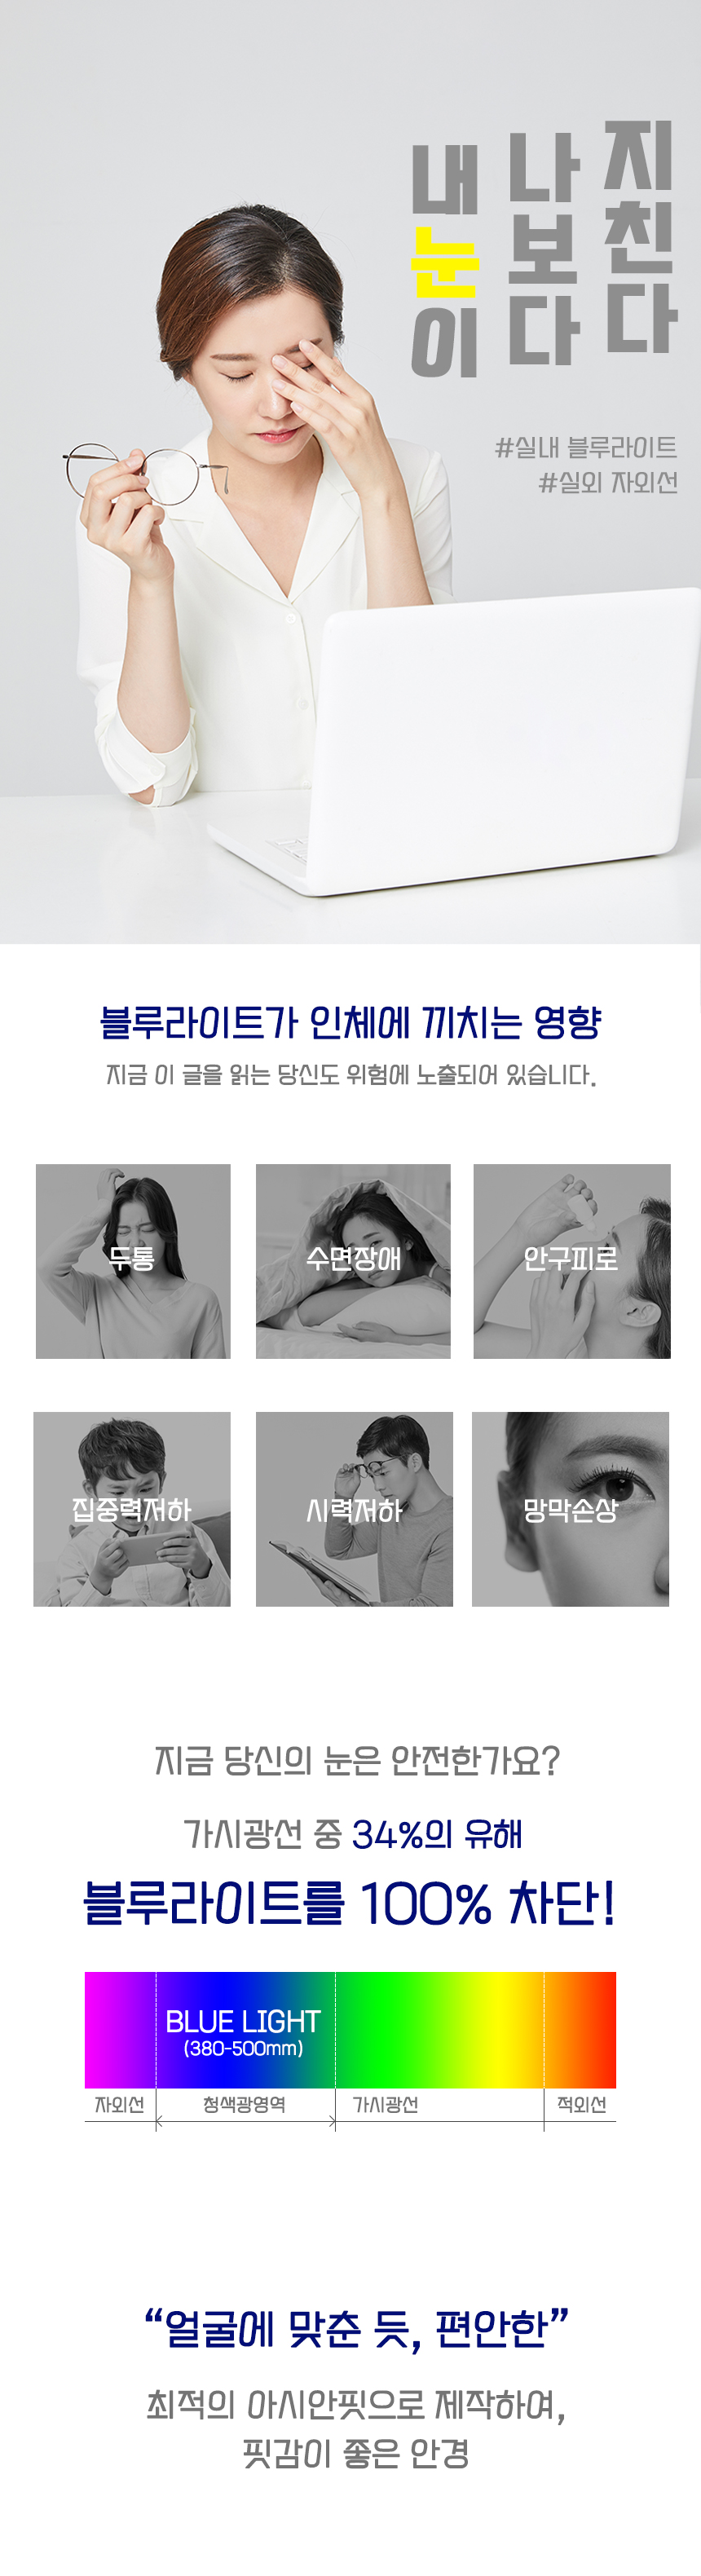 내눈이
나보다
지친다
#실내 블루라이트
#실외 자외선
블루라이트가 인체에 끼치는 영향
지금 이 글을 읽는 당신도 위험에 노출되어 있습니다.
두통
수면장애
안구피로
집중력저하
시력저하
망막손상
지금 당신의 눈은 안전한가요?
가시광선 중 34%의 유해
블루라이트를 100% 차단!
BLUE LIGHT
(380-500mm)
자외선
청색광영역
가시광선
적외선
“얼굴에 맞춘 듯, 편안한”
최적의 아시안핏으로 제작하여,
핏감이 좋은 안경